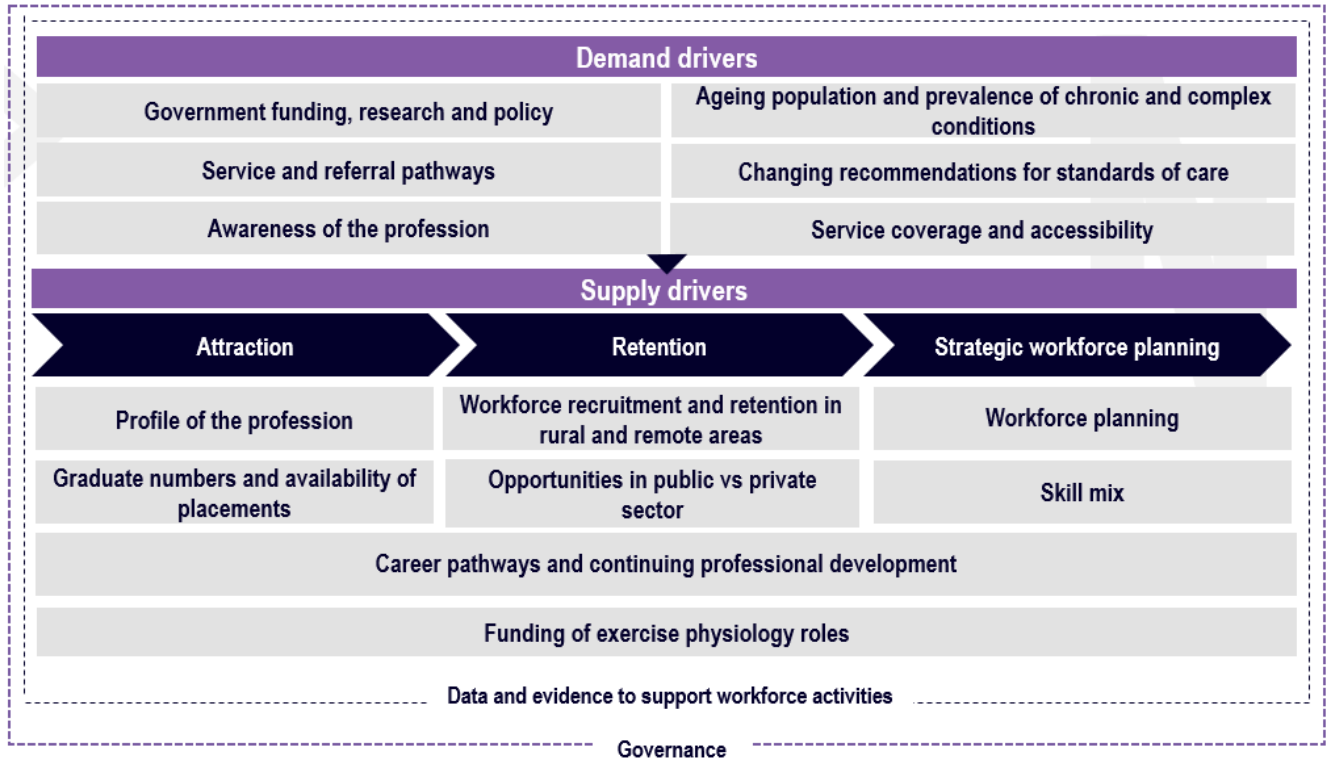 Demand drivers
Government funding, research and policy
Ageing population and prevalence of chronic and complex
conditions
Service and referral pathways
Changing recommendations for standards of care
Awareness of the profession
Service coverage and accessibility
Supply drivers
Attraction
Retention
Strategic workforce planning
Profile of the profession
Workforce recruitment and retention in
rural and remote areas
Workforce planning
Graduate numbers and availability of
placements
Opportunities in public vs private
sector
Skill mix
Career pathways and continuing professional development
Funding of exercise physiology roles
Data and evidence to support workforce activities
Governance